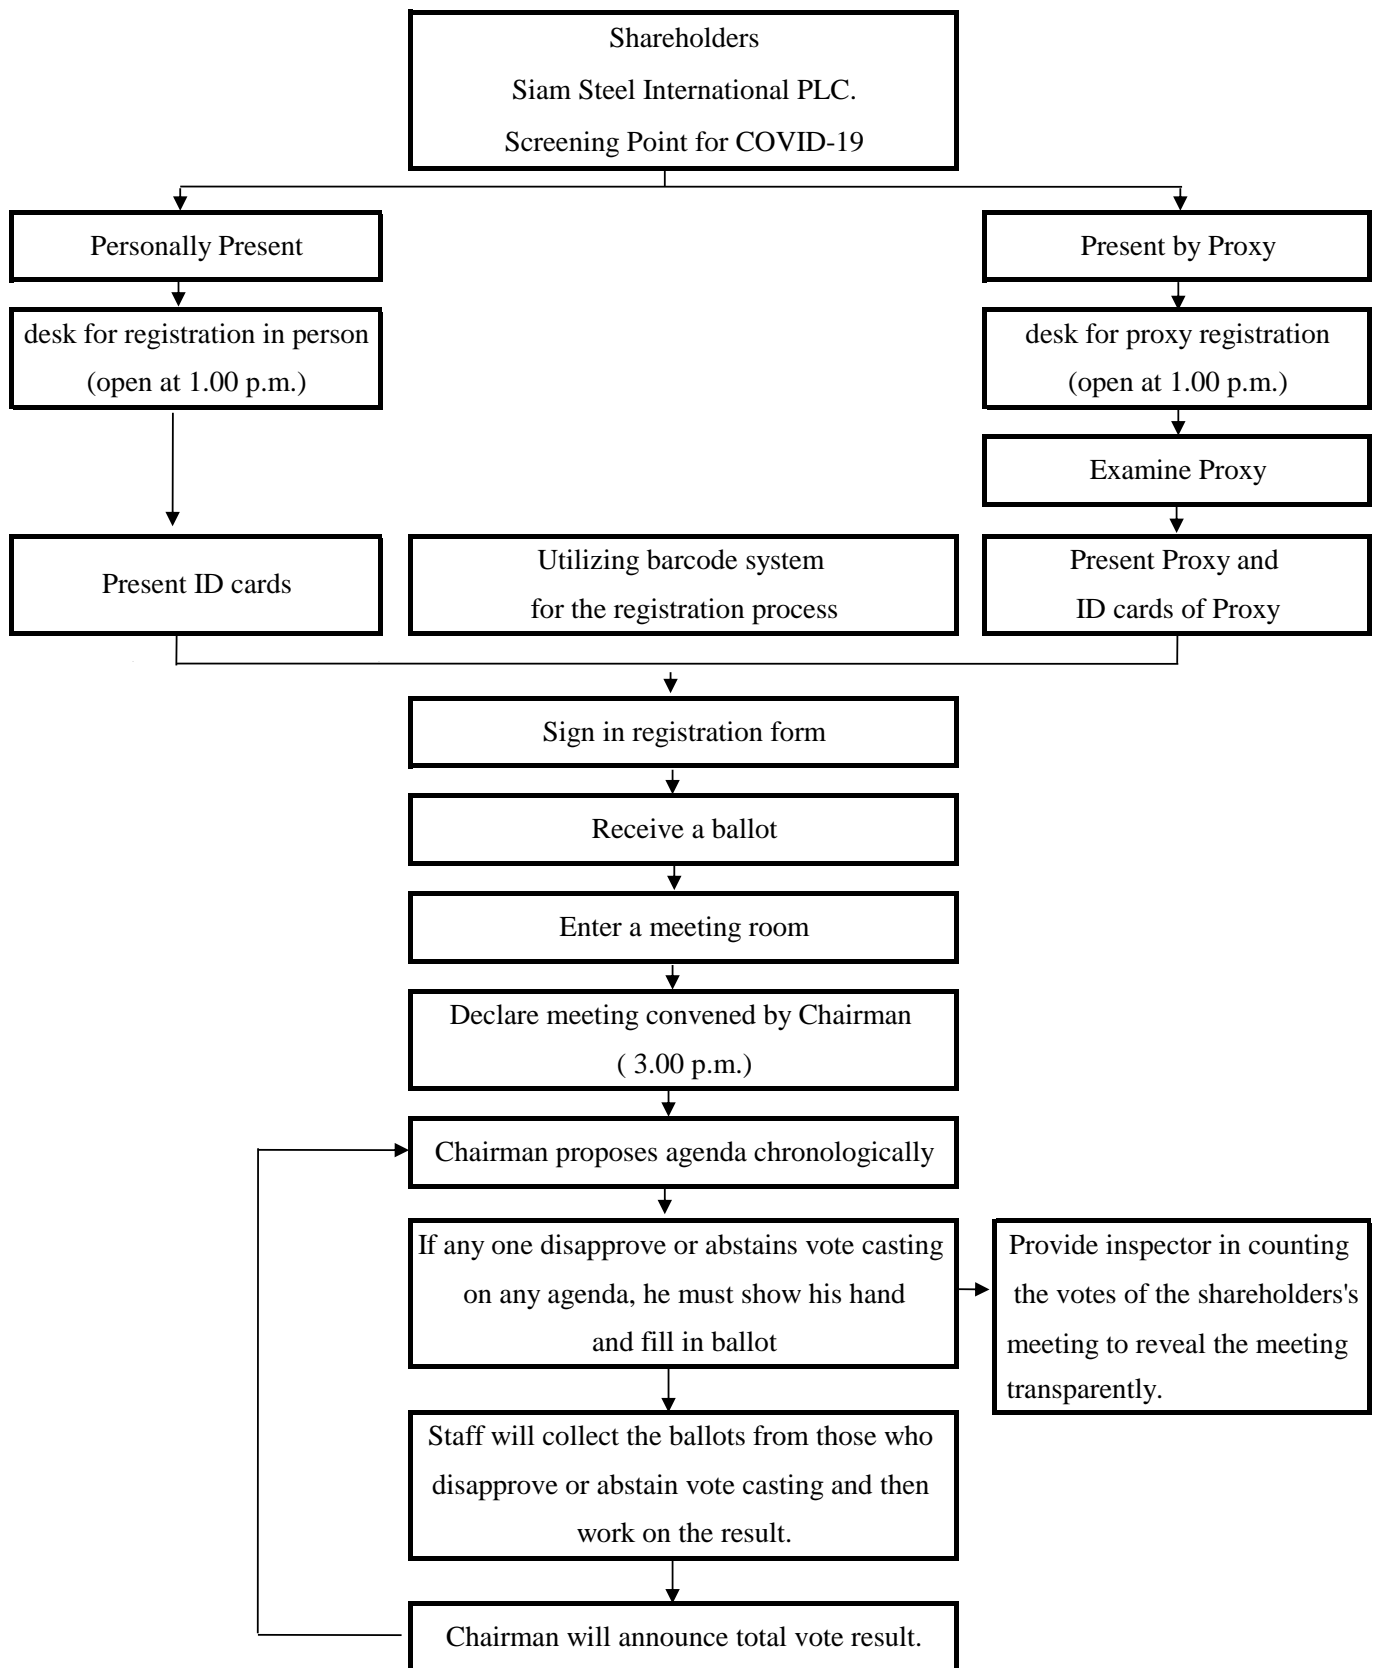 Shareholders
Siam Steel International PLC.
Screening Point for COVID-19
Personally Present
Present by Proxy
desk for registration in person
(open at 1.00 p.m.)
desk for proxy registration
(open at 1.00 p.m.)
Examine Proxy
Present ID cards
Utilizing barcode system
for the registration process
Present Proxy and
ID cards of Proxy
Sign in registration form
Receive a ballot
Enter a meeting room
Declare meeting convened by Chairman
( 3.00 p.m.)
Chairman proposes agenda chronologically
If any one disapprove or abstains vote casting
on any agenda, he must show his hand
and fill in ballot
Provide inspector in counting
the votes of the shareholders's
meeting to reveal the meeting
transparently.
Staff will collect the ballots from those who
disapprove or abstain vote casting and then
work on the result.
Chairman will announce total vote result.